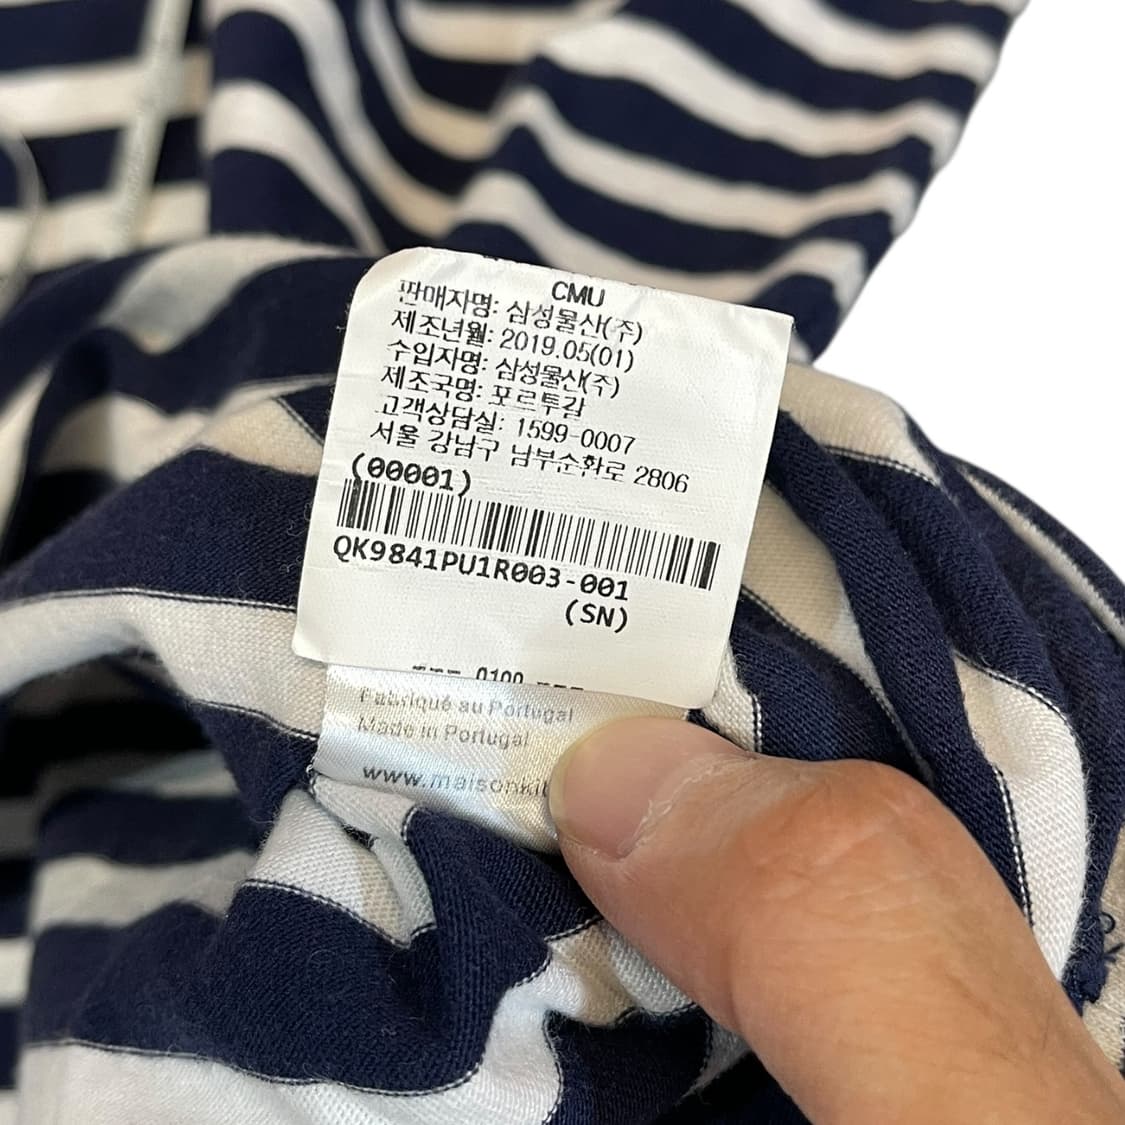 CMU
판매자명: 삼성물산(주)
제조년월: 2019.05(01)
수입자명: 삼성물산(주)
제조국명: 포르투갈
고객상담실: 1599-0007
서울 강남구 남부순환로 2806
(00001)
QK9841PU1R003-001
(SN)
0100
Fabriqué au Portugal
Made in Portugal
www.maisonkit